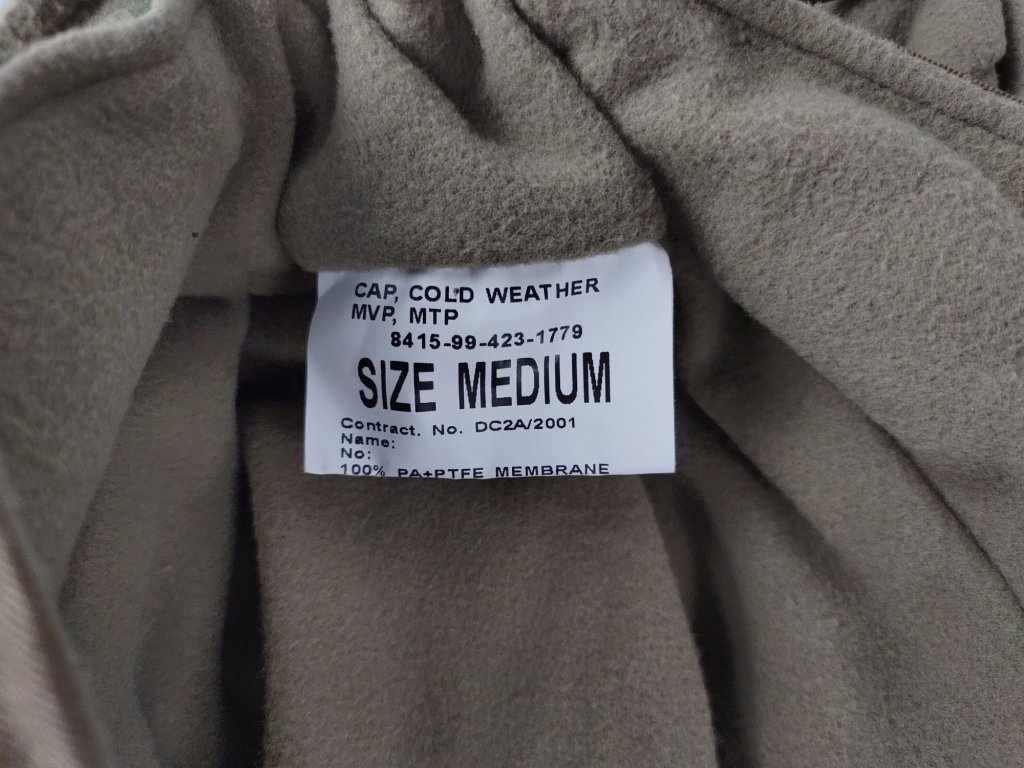 CAP, COLD WEATHER
MVP, MTP
8415-99-423-1779
SIZE MEDIUM
Contract. No. DC2A/2001
Name:
No:
100% PA+PTFE MEMBRANE